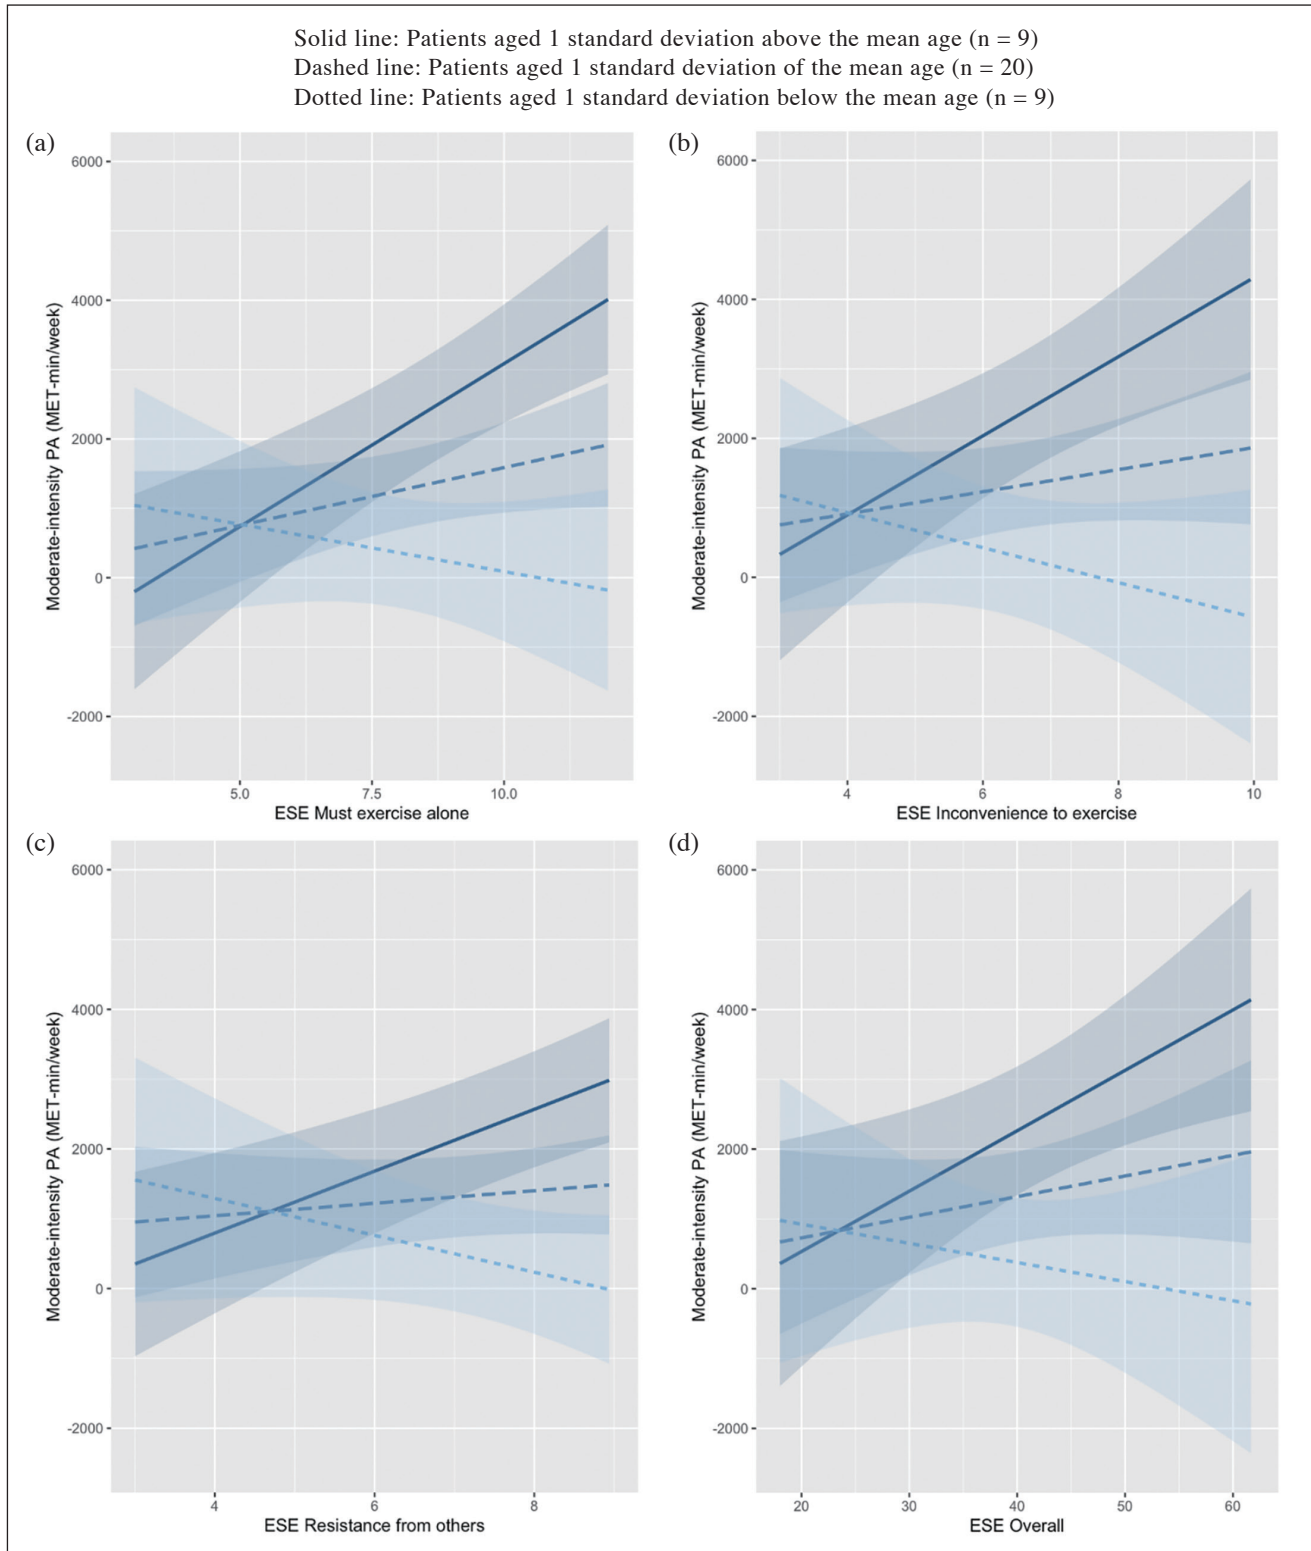 Solid line: Patients aged 1 standard deviation above the mean age (n = 9)
Dashed line: Patients aged 1 standard deviation of the mean age (n = 20)
Dotted line: Patients aged 1 standard deviation below the mean age (n = 9)
(a)
6000
4000
2000
0
-2000
Moderate-intensity PA (MET-min/week)
5.0 7.5 10.0
ESE Must exercise alone
(b)
6000
4000
2000
0
-2000
Moderate-intensity PA (MET-min/week)
4 6 8 10
ESE Inconvenience to exercise
(c)
6000
4000
2000
0
-2000
Moderate-intensity PA (MET-min/week)
4 6 8
ESE Resistance from others
(d)
6000
4000
2000
0
-2000
Moderate-intensity PA (MET-min/week)
20 30 40 50 60
ESE Overall